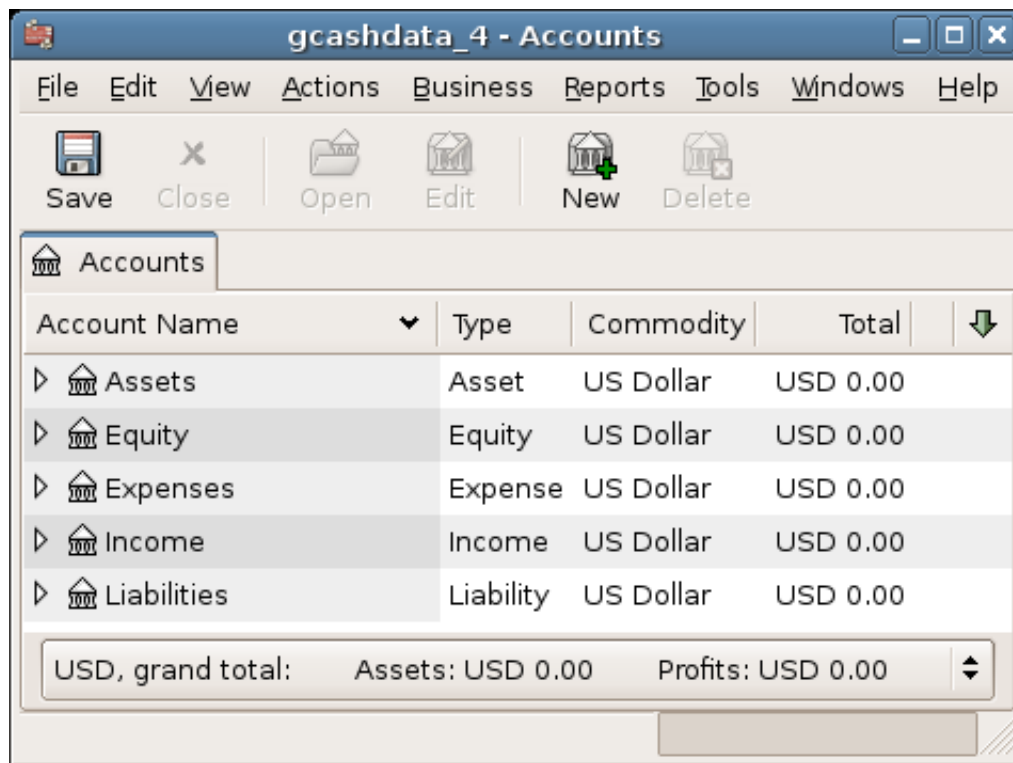 gcashdata_4 - Accounts
File Edit View Actions Business Reports Tools Windows Help
Save Close Open Edit New Delete
Accounts
Account Name Type Commodity Total
Assets Asset US Dollar USD 0.00
Equity Equity US Dollar USD 0.00
Expenses Expense US Dollar USD 0.00
Income Income US Dollar USD 0.00
Liabilities Liability US Dollar USD 0.00
USD, grand total: Assets: USD 0.00 Profits: USD 0.00